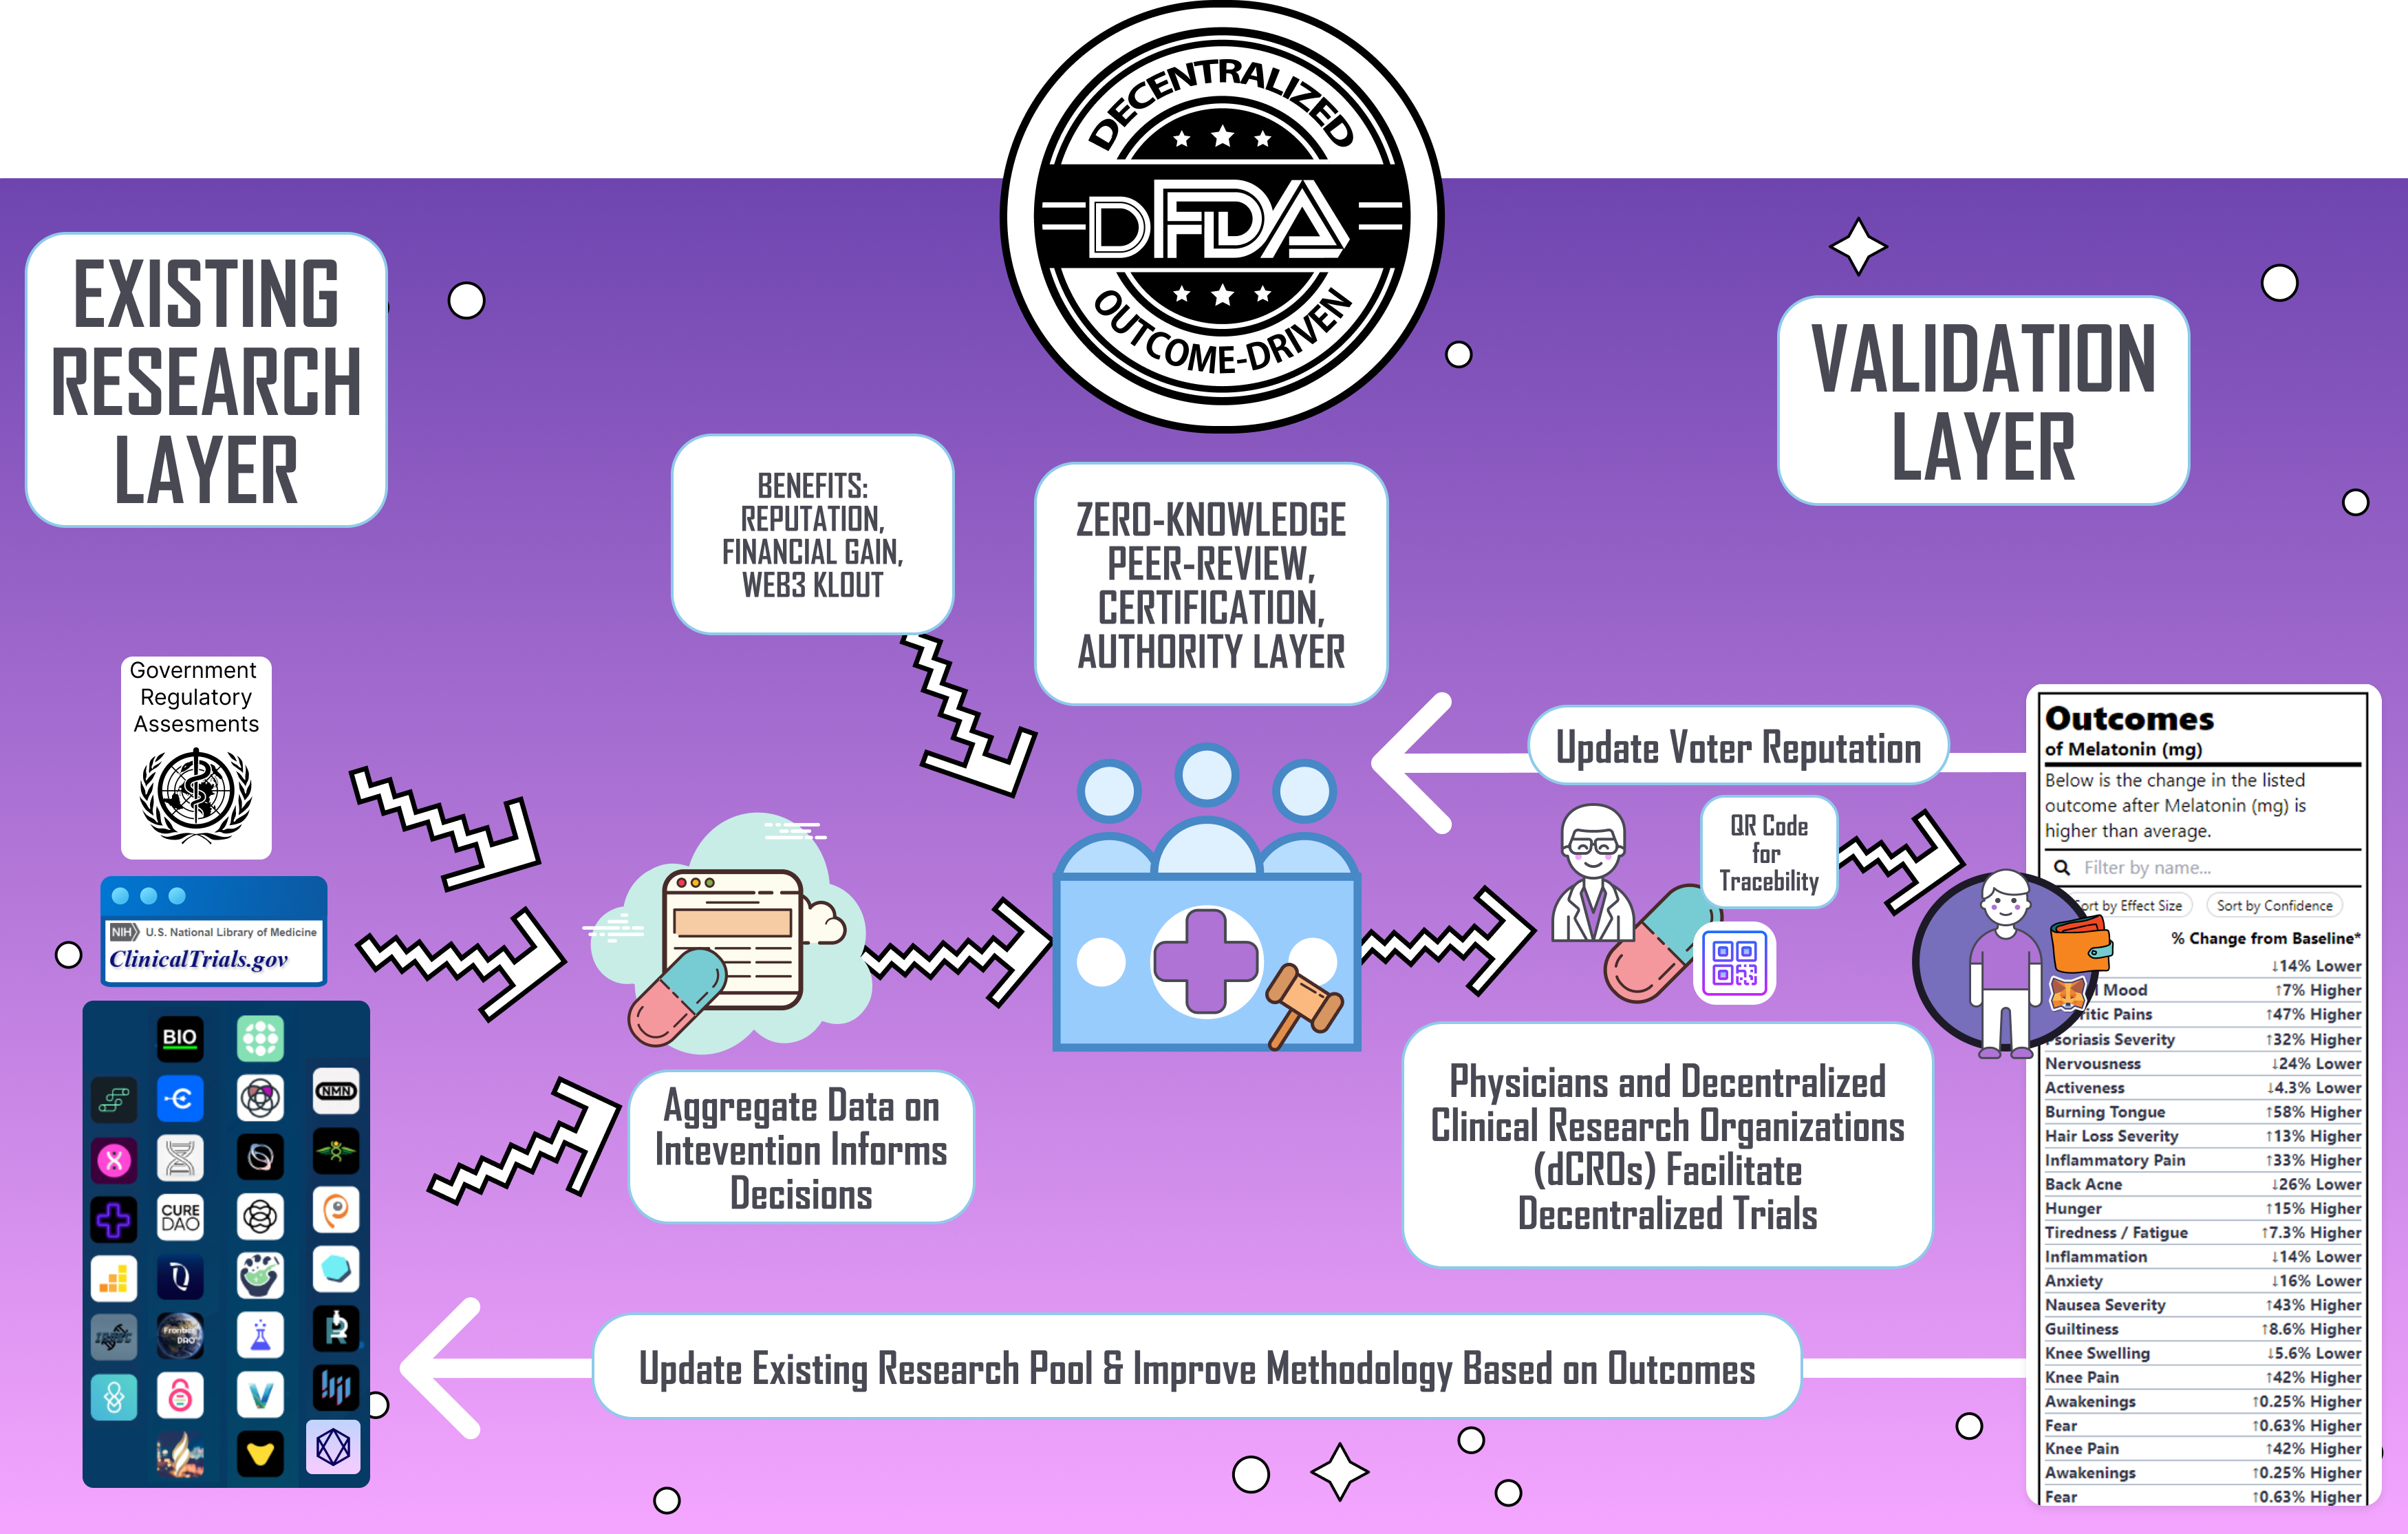 DECENTRALIZED
DFDA
OUTCOME-DRIVEN
EXISTING
RESEARCH
LAYER
VALIDATION
LAYER
BENEFITS:
REPUTATION,
FINANCIAL GAIN,
WEB3 KLOUT
ZERO-KNOWLEDGE
PEER-REVIEW,
CERTIFICATION,
AUTHORITY LAYER
Government
Regulatory
Assesments
NIH U.S. National Library of Medicine
ClinicalTrials.gov
BIO
NMN
CURE
DAO
Frontier
DAO
Aggregate Data on
Intevention Informs
Decisions
Update Voter Reputation
QR Code
for
Tracebility
Physicians and Decentralized
Clinical Research Organizations
(dCROs) Facilitate
Decentralized Trials
Update Existing Research Pool & Improve Methodology Based on Outcomes
Outcomes
of Melatonin (mg)
Below is the change in the listed
outcome after Melatonin (mg) is
higher than average.
Filter by name...
Sort by Effect Size
Sort by Confidence
% Change from Baseline*
↓14% Lower
Mood ↑7% Higher
Pains ↑47% Higher
Psoriasis Severity ↑32% Higher
Nervousness ↓24% Lower
Activeness ↓4.3% Lower
Burning Tongue ↑58% Higher
Hair Loss Severity ↑13% Higher
Inflammatory Pain ↑33% Higher
Back Acne ↓26% Lower
Hunger ↑15% Higher
Tiredness / Fatigue ↑7.3% Higher
Inflammation ↓14% Lower
Anxiety ↓16% Lower
Nausea Severity ↑43% Higher
Guiltiness ↑8.6% Higher
Knee Swelling ↓5.6% Lower
Knee Pain ↑42% Higher
Awakenings ↑0.25% Higher
Fear ↑0.63% Higher
Knee Pain ↑42% Higher
Awakenings ↑0.25% Higher
Fear ↑0.63% Higher